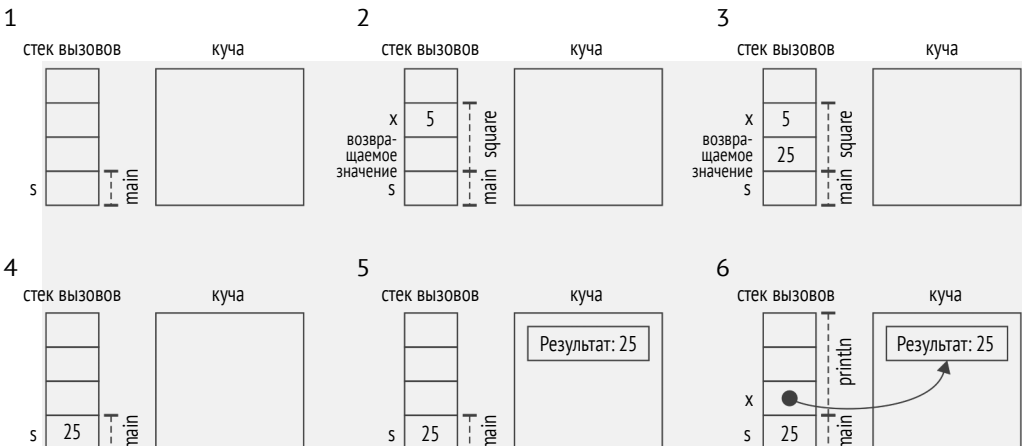 1
2
3
стек вызовов
куча
стек вызовов
куча
стек вызовов
куча
s
main
x
5
возвра-
щаемое
значение
s
square
main
x
5
возвра-
щаемое
значение
25
s
square
main
4
5
6
стек вызовов
куча
стек вызовов
куча
стек вызовов
куча
s
25
main
s
25
main
Результат: 25
println
x
s
25
main
Результат: 25